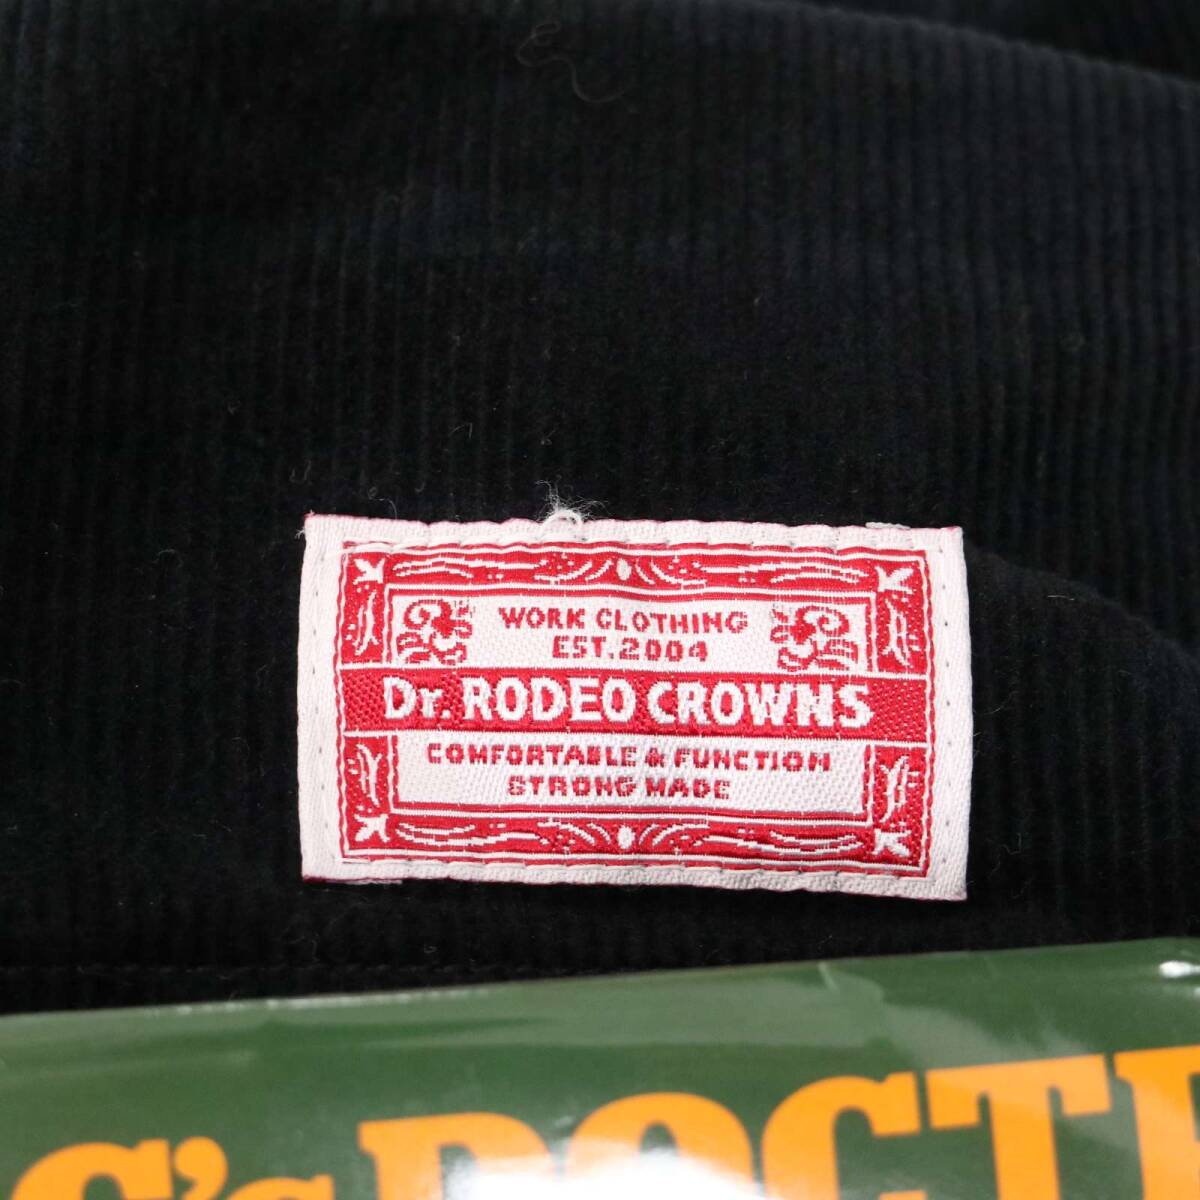 WORK CLOTHING
EST.2004
Dr. RODEO CROWNS
COMFORTABLE & FUNCTION
STRONG MADE